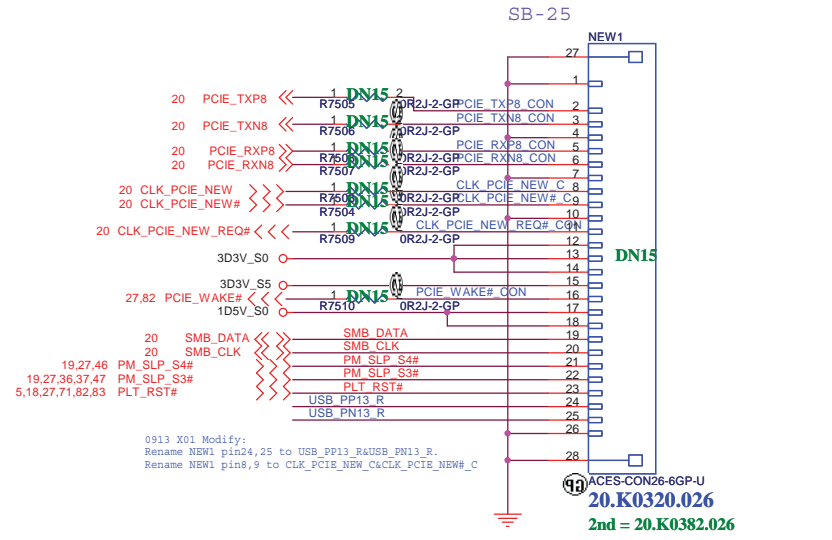 SB-25
NEW1
27
1
20 PCIE_TXP8 1 DN15 2 PCIE_TXP8_CON 2
R7505 0R2J-2-GP
20 PCIE_TXN8 1 DN15 2 PCIE_TXN8_CON 3
R7506 0R2J-2-GP
4
20 PCIE_RXP8 DN15 PCIE_RXP8_CON 5
0R2J-2-GP
20 PCIE_RXN8 DN15 PCIE_RXN8_CON 6
R7507 0R2J-2-GP
7
20 CLK_PCIE_NEW DN15 CLK_PCIE_NEW_C 8
0R2J-2-GP
20 CLK_PCIE_NEW# DN15 CLK_PCIE_NEW#_C 9
R7504 0R2J-2-GP
10
20 CLK_PCIE_NEW_REQ# 1 DN15 CLK_PCIE_NEW_REQ#_CON 11
R7509 0R2J-2-GP
12
3D3V_S0 13
DN15
14
3D3V_S5 15
27,82 PCIE_WAKE# 1 DN15 PCIE_WAKE#_CON 16
R7510 0R2J-2-GP
1D5V_S0 17
18
20 SMB_DATA SMB_DATA 19
20 SMB_CLK SMB_CLK 20
19,27,46 PM_SLP_S4# PM_SLP_S4# 21
19,27,36,37,47 PM_SLP_S3# PM_SLP_S3# 22
5,18,27,71,82,83 PLT_RST# PLT_RST# 23
USB_PP13_R 24
USB_PN13_R 25
26
28
0913 X01 Modify:
Rename NEW1 pin24,25 to USB_PP13_R&USB_PN13_R.
Rename NEW1 pin8,9 to CLK_PCIE_NEW_C&CLK_PCIE_NEW#_C
ACES-CON26-6GP-U
20.K0320.026
2nd = 20.K0382.026